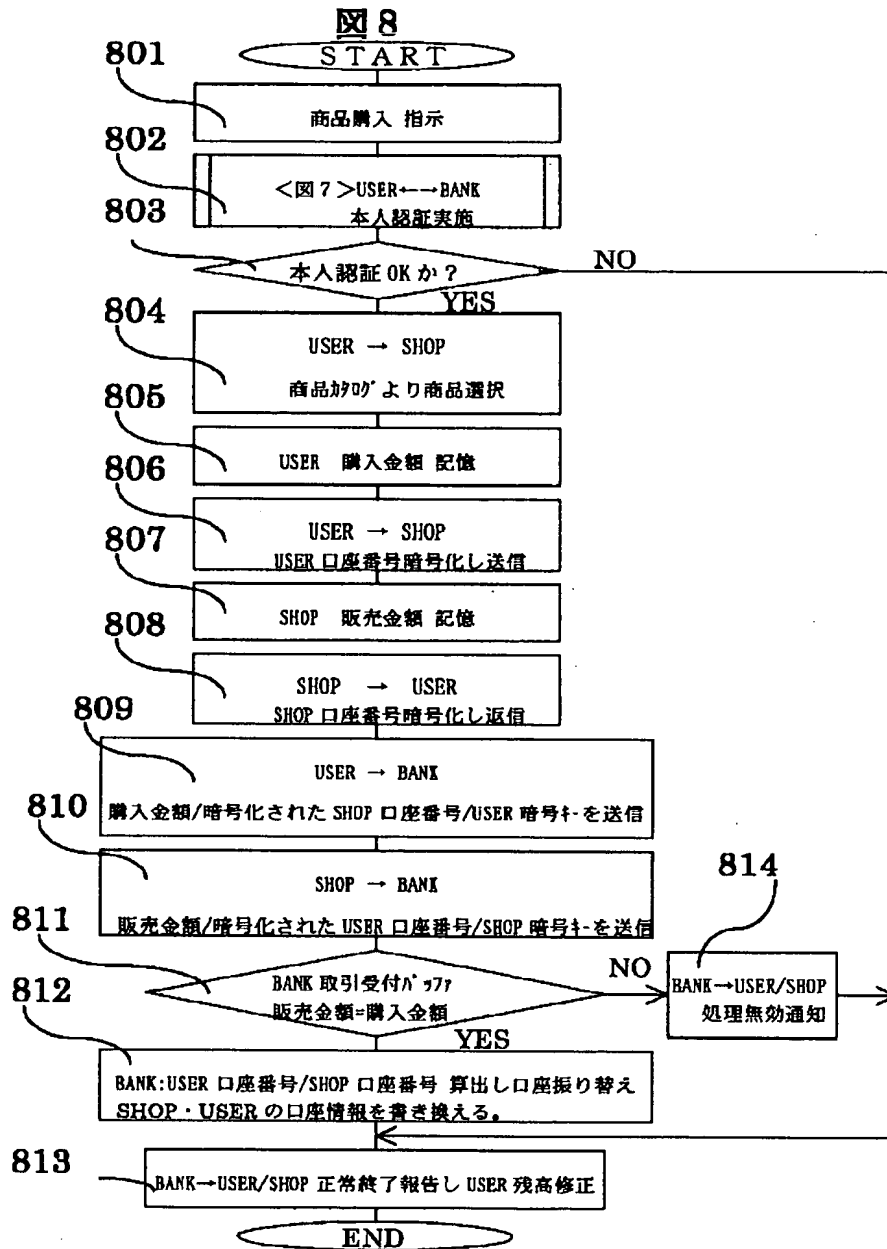 図8
START
801
商品購入 指示
802
<図7>USER←→BANK
本人認証実施
803
本人認証OKか?
NO
YES
804
USER → SHOP
商品カタログより商品選択
805
USER 購入金額 記憶
806
USER → SHOP
USER 口座番号暗号化し送信
807
SHOP 販売金額 記憶
808
SHOP → USER
SHOP 口座番号暗号化し返信
809
USER → BANK
購入金額/暗号化された SHOP 口座番号/USER 暗号キーを送信
810
SHOP → BANK
販売金額/暗号化された USER 口座番号/SHOP 暗号キーを送信
811
BANK 取引受付バッファ
販売金額=購入金額
NO
YES
814
BANK→USER/SHOP
処理無効通知
812
BANK:USER 口座番号/SHOP 口座番号 算出し口座振り替え
SHOP・USER の口座情報を書き換える。
813
BANK→USER/SHOP 正常終了報告し USER 残高修正
END